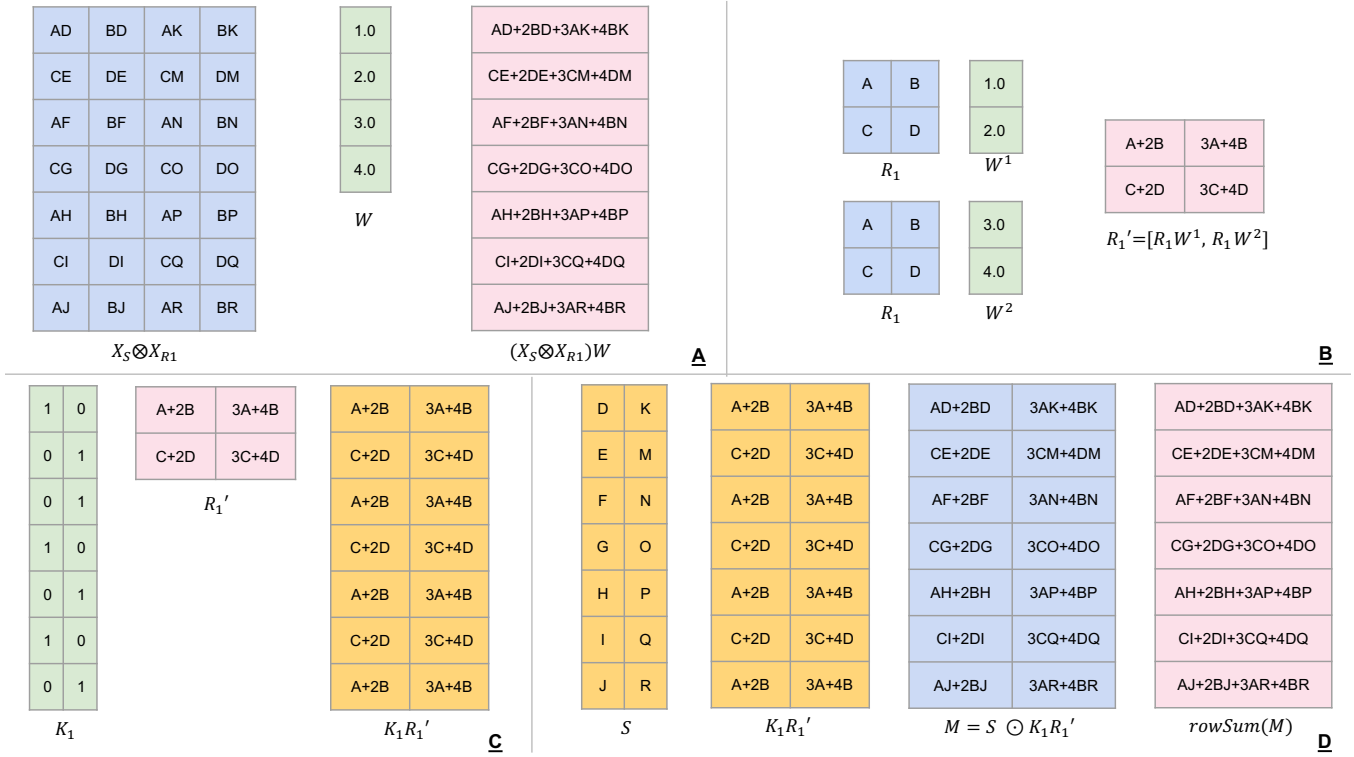 AD BD AK BK
CE DE CM DM
AF BF AN BN
CG DG CO DO
AH BH AP BP
CI DI CQ DQ
AJ BJ AR BR
X_S⊗X_{R1}
1.0
2.0
3.0
4.0
W
AD+2BD+3AK+4BK
CE+2DE+3CM+4DM
AF+2BF+3AN+4BN
CG+2DG+3CO+4DO
AH+2BH+3AP+4BP
CI+2DI+3CQ+4DQ
AJ+2BJ+3AR+4BR
(X_S⊗X_{R1})W
A
A B
C D
R_1
1.0
2.0
W^1
A B
C D
R_1
3.0
4.0
W^2
A+2B 3A+4B
C+2D 3C+4D
R_1'=[R_1W^1, R_1W^2]
B
1 0
0 1
0 1
1 0
0 1
1 0
0 1
K_1
A+2B 3A+4B
C+2D 3C+4D
R_1'
A+2B 3A+4B
C+2D 3C+4D
A+2B 3A+4B
C+2D 3C+4D
A+2B 3A+4B
C+2D 3C+4D
A+2B 3A+4B
K_1R_1'
C
D K
E M
F N
G O
H P
I Q
J R
S
A+2B 3A+4B
C+2D 3C+4D
A+2B 3A+4B
C+2D 3C+4D
A+2B 3A+4B
C+2D 3C+4D
A+2B 3A+4B
K_1R_1'
AD+2BD 3AK+4BK
CE+2DE 3CM+4DM
AF+2BF 3AN+4BN
CG+2DG 3CO+4DO
AH+2BH 3AP+4BP
CI+2DI 3CQ+4DQ
AJ+2BJ 3AR+4BR
M = S ⊙ K_1R_1'
AD+2BD+3AK+4BK
CE+2DE+3CM+4DM
AF+2BF+3AN+4BN
CG+2DG+3CO+4DO
AH+2BH+3AP+4BP
CI+2DI+3CQ+4DQ
AJ+2BJ+3AR+4BR
rowSum(M)
D